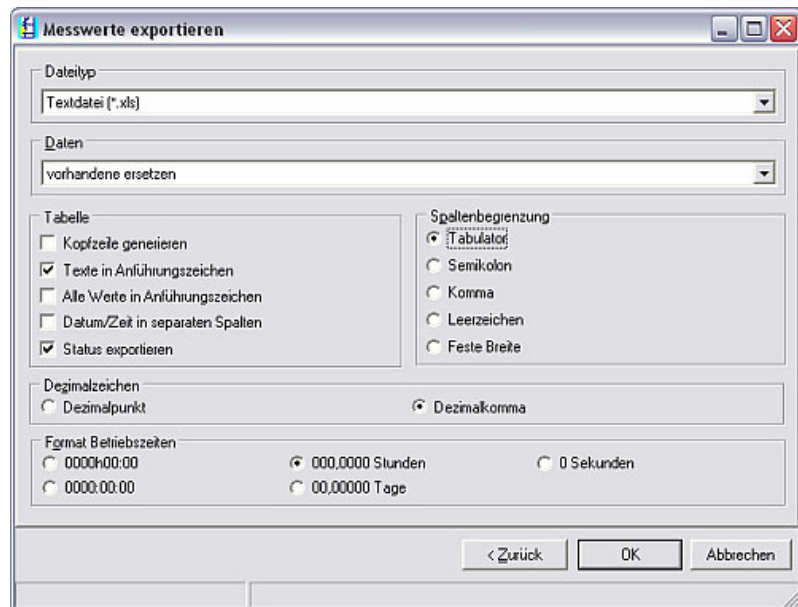 Messwerte exportieren
Dateityp
Textdatei (*.xls)
Daten
vorhandene ersetzen
Tabelle
Kopfzeile generieren
Texte in Anführungszeichen
Alle Werte in Anführungszeichen
Datum/Zeit in separaten Spalten
Status exportieren
Spaltenbegrenzung
Tabulator
Semikolon
Komma
Leerzeichen
Feste Breite
Dezimalzeichen
Dezimalpunkt
Dezimalkomma
Format Betriebszeiten
0000h00:00
000,0000 Stunden
0 Sekunden
0000:00:00
00,00000 Tage
< Zurück
OK
Abbrechen